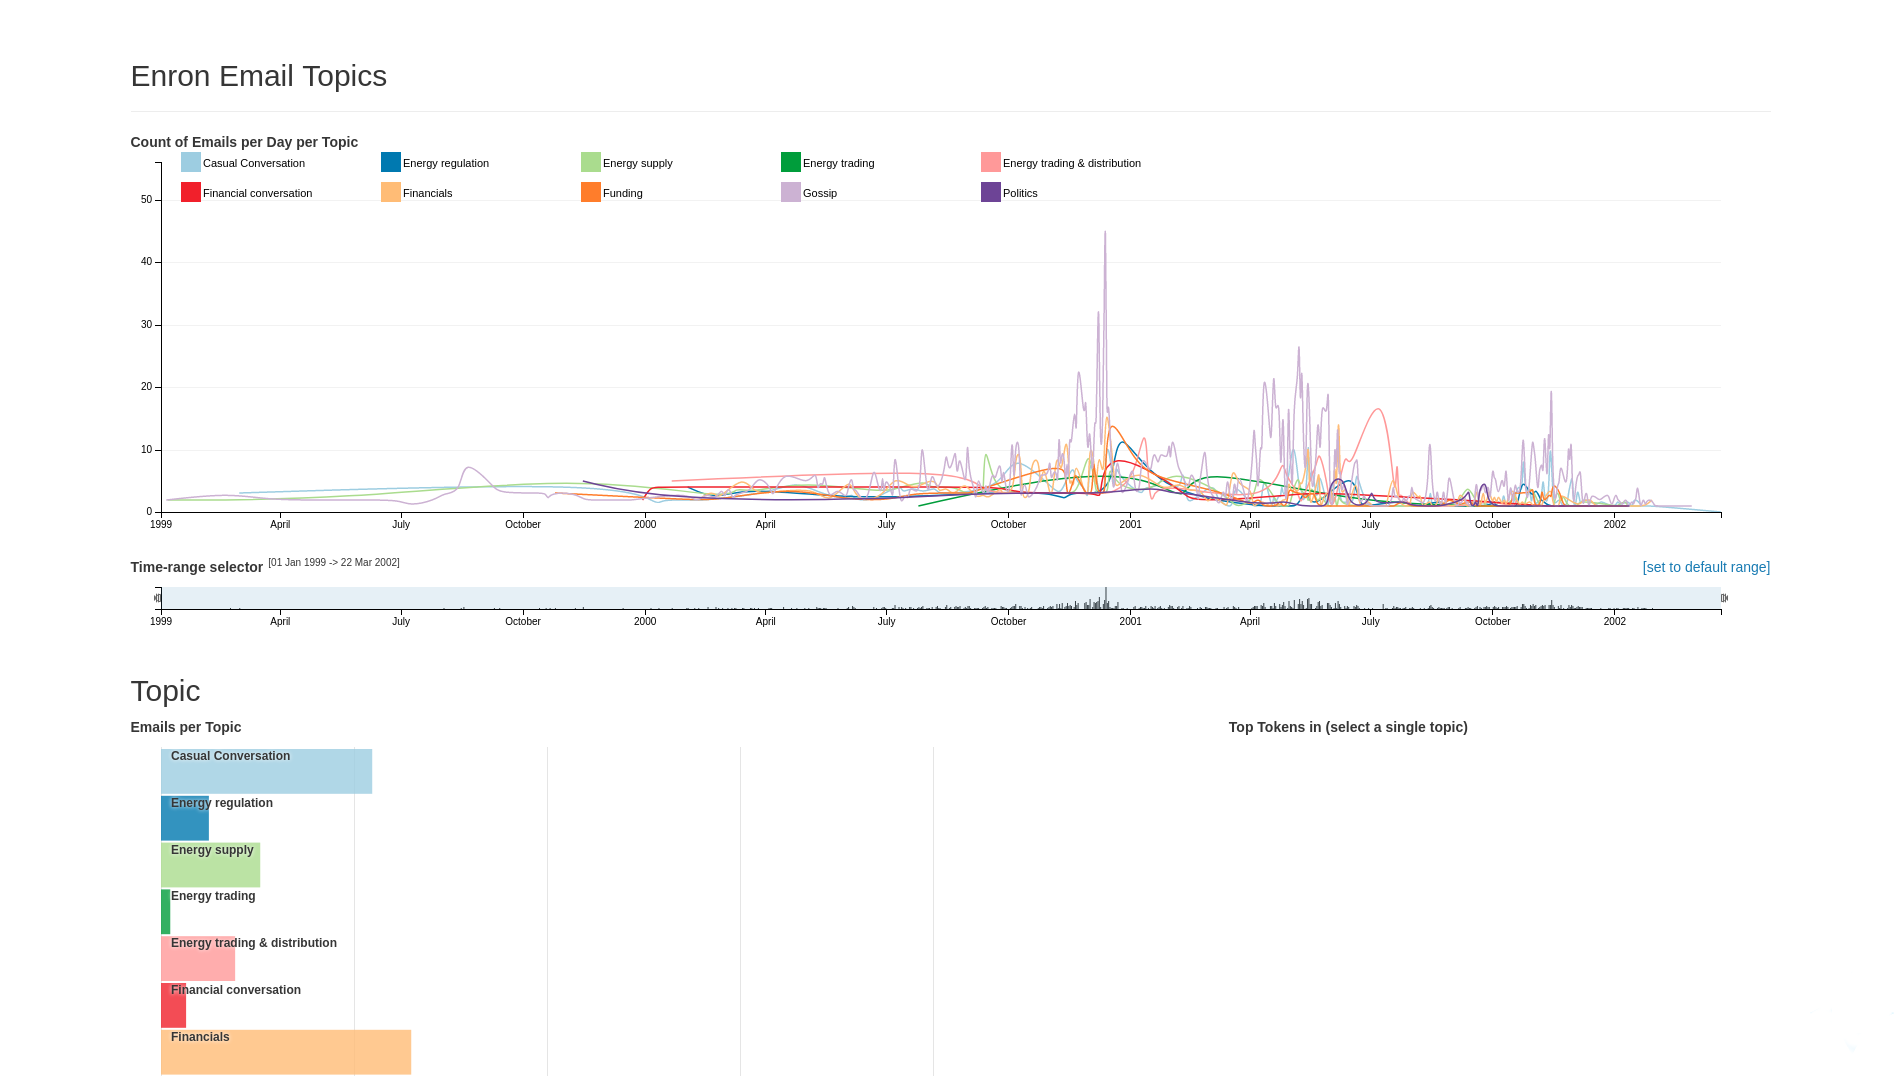 Enron Email Topics
Count of Emails per Day per Topic
Casual Conversation Energy regulation Energy supply Energy trading Energy trading & distribution
Financial conversation Financials Funding Gossip Politics
50
40
30
20
10
0
1999 April July October 2000 April July October 2001 April July October 2002
Time-range selector [01 Jan 1999 -> 22 Mar 2002] [set to default range]
1999 April July October 2000 April July October 2001 April July October 2002
Topic
Emails per Topic Top Tokens in (select a single topic)
Casual Conversation
Energy regulation
Energy supply
Energy trading
Energy trading & distribution
Financial conversation
Financials